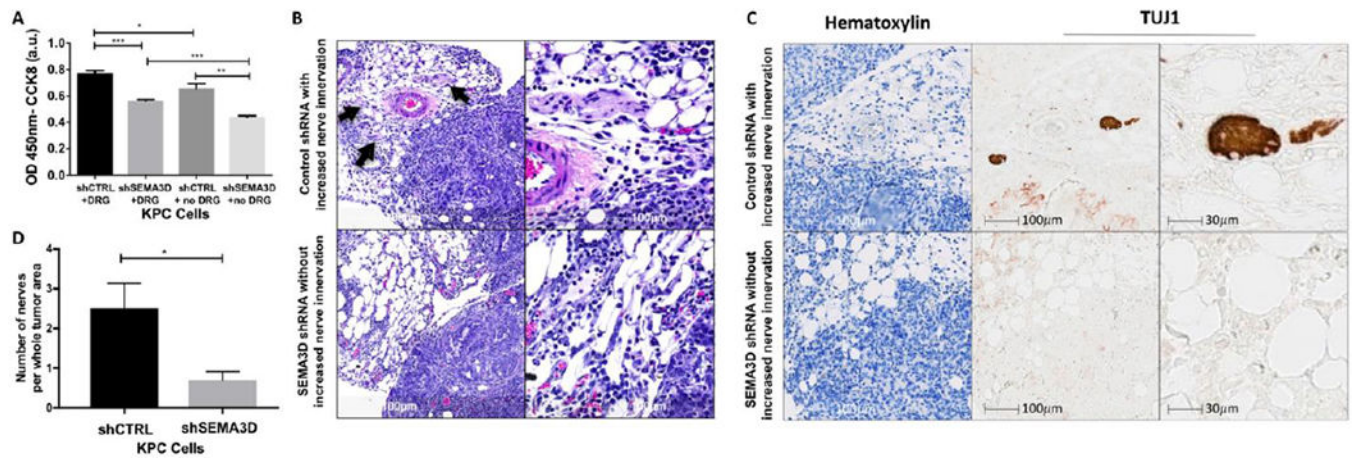 A
*
***
***
**
OD 450nm- CCK8 (a.u.)
1.0
0.8
0.6
0.4
0.2
0.0
shCTRL shSEMA3D shCTRL shSEMA3D
+DRG +DRG + no DRG +no DRG
KPC Cells
D
*
Number of nerves
per whole tumor area
4
3
2
1
0
shCTRL shSEMA3D
KPC Cells
B
Control shRNA with
increased nerve innervation
SEMA3D shRNA without
increased nerve innervation
100μm
100μm
100μm
C
Hematoxylin
TUJ1
Control shRNA with
increased nerve innervation
SEMA3D shRNA without
increased nerve innervation
100μm
100μm
30μm
100μm
100μm
30μm